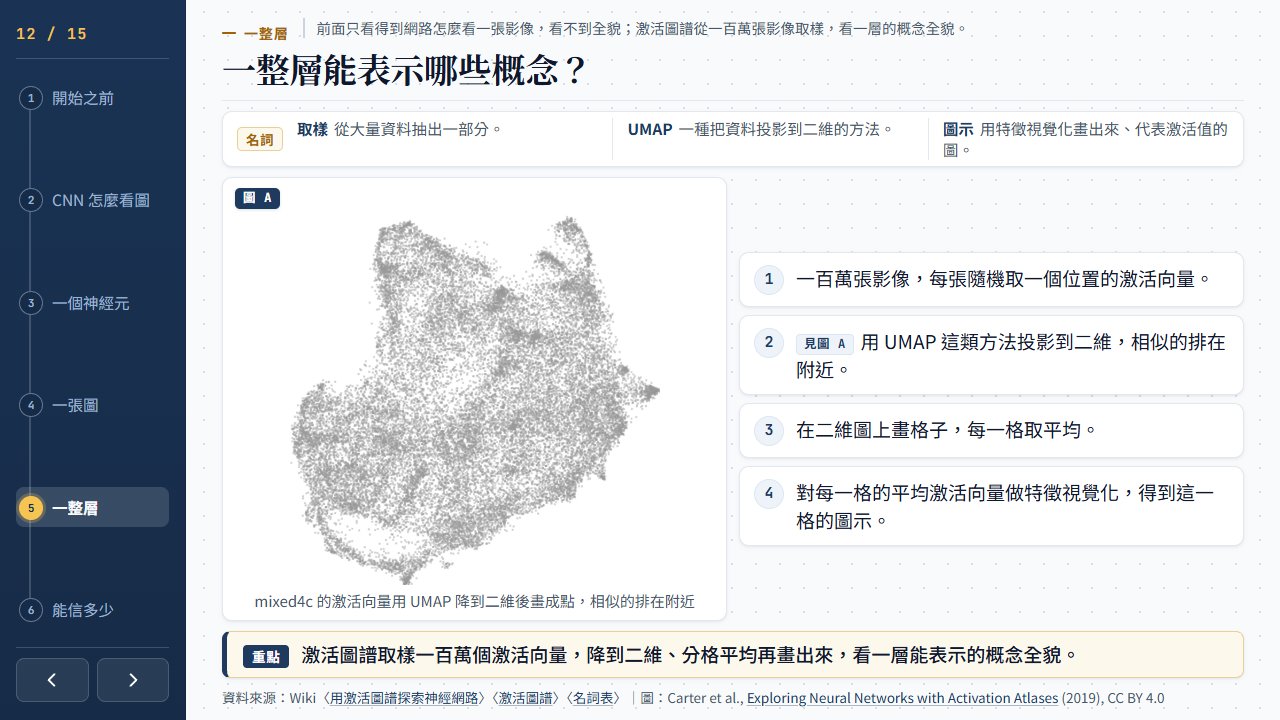 12 / 15
1 開始之前
2 CNN 怎麼看圖
3 一個神經元
4 一張圖
5 一整層
6 能信多少
一整層
前面只看得到網路怎麼看一張影像，看不到全貌；激活圖譜從一百萬張影像取樣，看一層的概念全貌。
一整層能表示哪些概念？
名詞
取樣 從大量資料抽出一部分。
UMAP 一種把資料投影到二維的方法。
圖示 用特徵視覺化畫出來、代表激活值的
圖。
圖 A
mixed4c 的激活向量用 UMAP 降到二維後畫成點，相似的排在附近
1 一百萬張影像，每張隨機取一個位置的激活向量。
2 見圖 A 用 UMAP 這類方法投影到二維，相似的排在
附近。
3 在二維圖上畫格子，每一格取平均。
4 對每一格的平均激活向量做特徵視覺化，得到這一
格的圖示。
重點 激活圖譜取樣一百萬個激活向量，降到二維、分格平均再畫出來，看一層能表示的概念全貌。
資料來源：Wiki〈用激活圖譜探索神經網路〉〈激活圖譜〉〈名詞表〉｜圖：Carter et al., Exploring Neural Networks with Activation Atlases (2019), CC BY 4.0